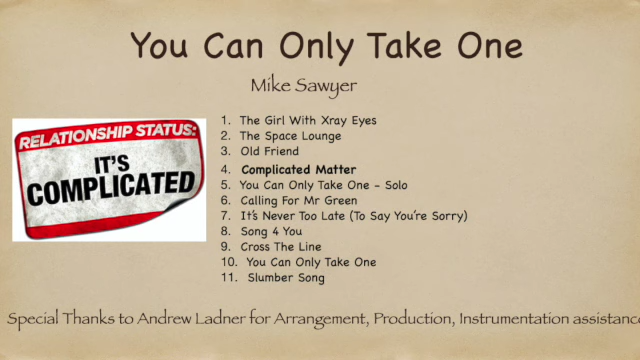 You Can Only Take One
Mike Sawyer
RELATIONSHIP STATUS:
IT'S
COMPLICATED
1. The Girl With Xray Eyes
2. The Space Lounge
3. Old Friend
4. Complicated Matter
5. You Can Only Take One - Solo
6. Calling For Mr Green
7. It's Never Too Late (To Say You're Sorry)
8. Song 4 You
9. Cross The Line
10. You Can Only Take One
11. Slumber Song
Special Thanks to Andrew Ladner for Arrangement, Production, Instrumentation assistance